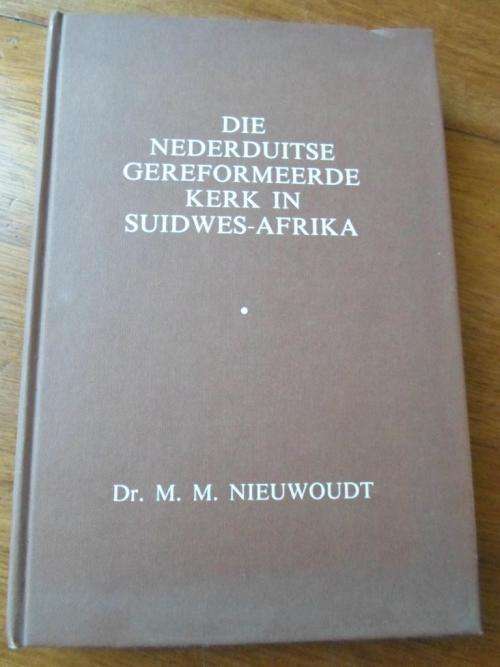 DIE
NEDERDUITSE
GEREFORMEERDE
KERK IN
SUIDWES-AFRIKA
Dr. M. M. NIEUWOUDT